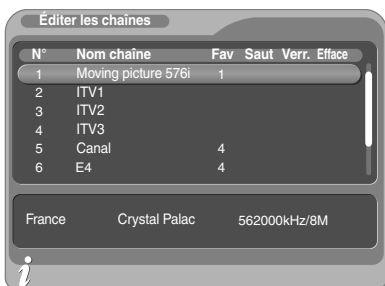 Éditer les chaînes
N° Nom chaîne Fav Saut Verr. Efface
1 Moving picture 576i 1
2 ITV1
3 ITV2
4 ITV3
5 Canal 4
6 E4 4
France Crystal Palac 562000kHz/8M
i